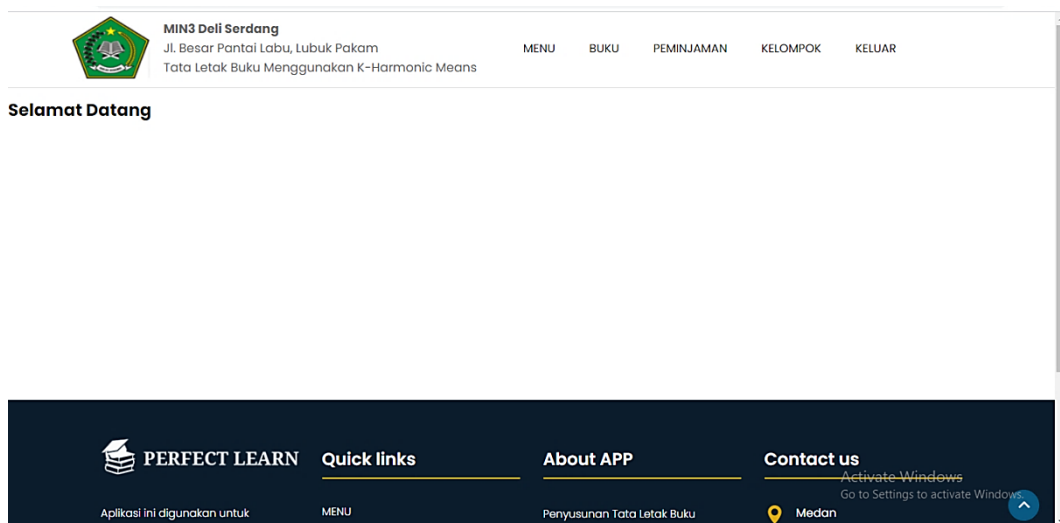 MIN3 Deli Serdang
Jl. Besar Pantai Labu, Lubuk Pakam
Tata Letak Buku Menggunakan K-Harmonic Means
MENU BUKU PEMINJAMAN KELOMPOK KELUAR
Selamat Datang
PERFECT LEARN
Aplikasi ini digunakan untuk
Quick links
MENU
About APP
Penyusunan Tata Letak Buku
Contact us
Medan
Activate Windows
Go to Settings to activate Windows.